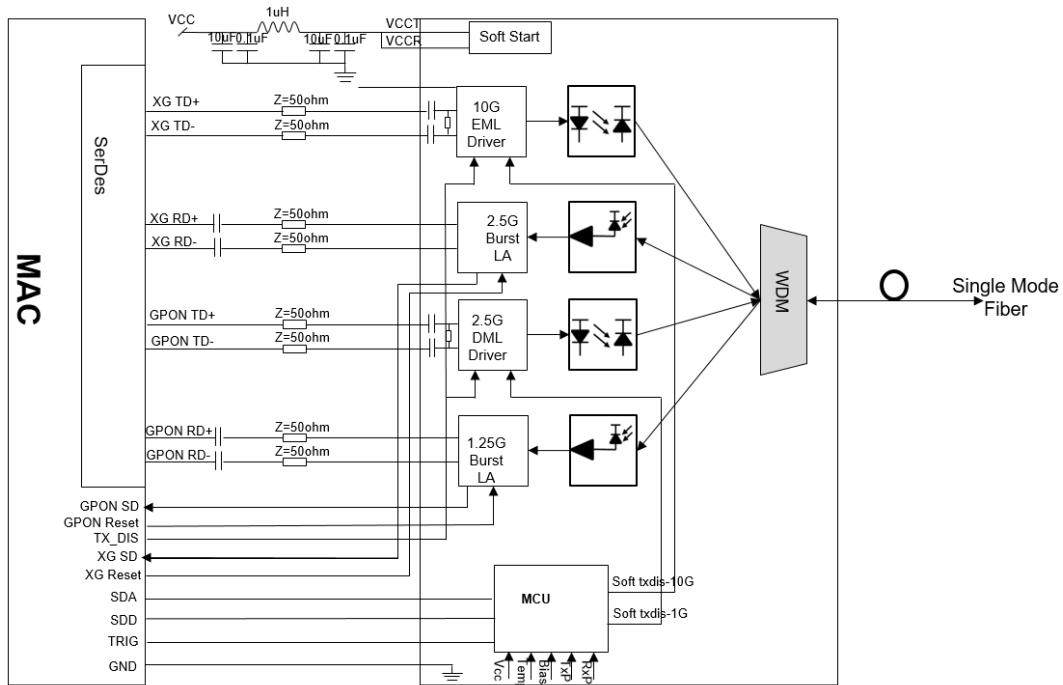 VCC
1uH
VCCT
VCCR
Soft Start
10uF
0.1uF
10uF
0.1uF
MAC
SerDes
XG TD+
Z=50ohm
XG TD-
Z=50ohm
10G
EML
Driver
XG RD+
Z=50ohm
XG RD-
Z=50ohm
2.5G
Burst
LA
WDM
Single Mode
Fiber
GPON TD+
Z=50ohm
GPON TD-
Z=50ohm
2.5G
DML
Driver
GPON RD+
Z=50ohm
GPON RD-
Z=50ohm
1.25G
Burst
LA
GPON SD
GPON Reset
TX_DIS
XG SD
XG Reset
SDA
SDD
TRIG
GND
MCU
Soft txdis-10G
Soft txdis-1G
Vcc
Temp
Bias
TxP
RxP